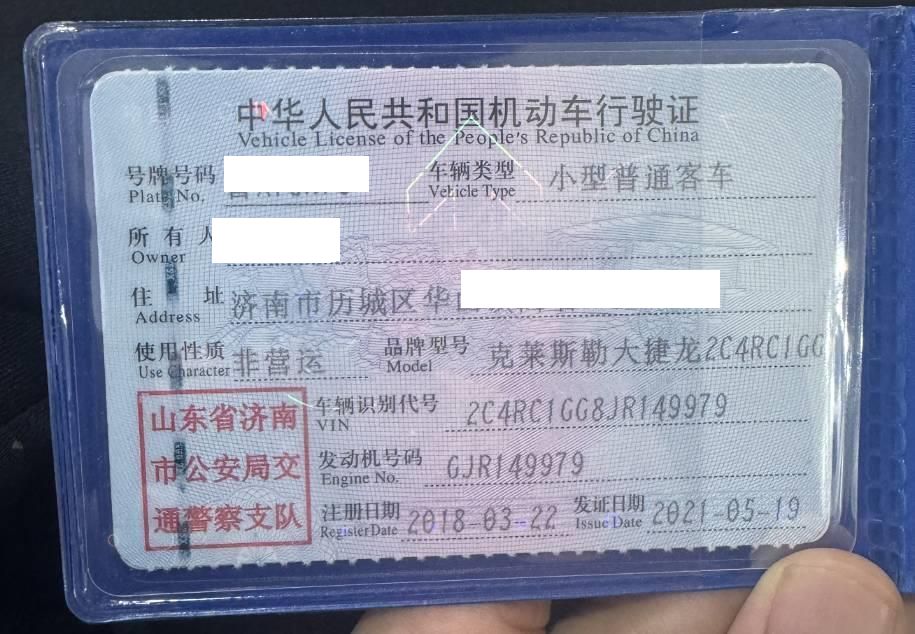 中华人民共和国机动车行驶证
Vehicle License of the People's Republic of China
号牌号码
Plate No.
车辆类型 小型普通客车
Vehicle Type
所有人
Owner
住址 济南市历城区华
Address
使用性质 非营运
Use Character
品牌型号 克莱斯勒大捷龙2C4RC1GG
Model
山东省济南
市公安局交
通警察支队
车辆识别代号 2C4RC1GG8JR149979
VIN
发动机号码 GJR149979
Engine No.
注册日期 2018-03-22
Register Date
发证日期 2021-05-19
Issue Date